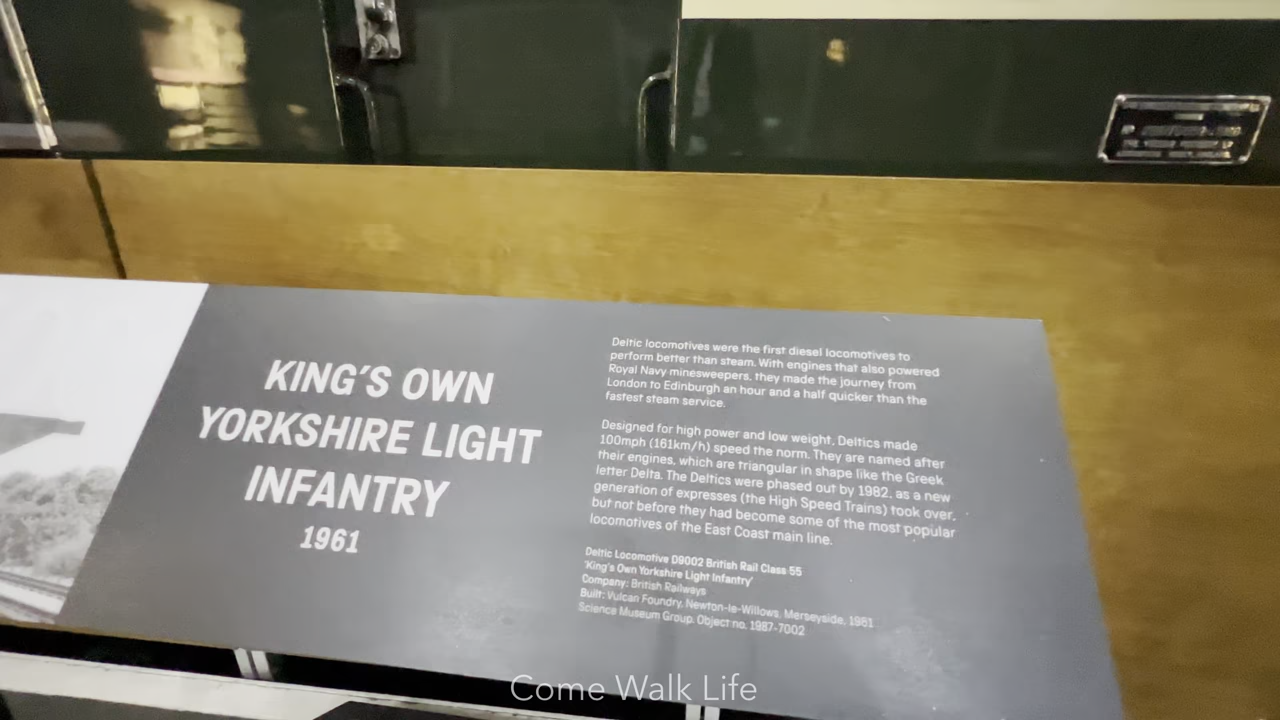 KING'S OWN
YORKSHIRE LIGHT
INFANTRY
1961
Deltic locomotives were the first diesel locomotives to
perform better than steam. With engines that also powered
Royal Navy minesweepers, they made the journey from
London to Edinburgh an hour and a half quicker than the
fastest steam service.
Designed for high power and low weight, Deltics made
100mph (161km/h) speed the norm. They are named after
their engines, which are triangular in shape like the Greek
letter Delta. The Deltics were phased out by 1982, as a new
generation of expresses (the High Speed Trains) took over,
but not before they had become some of the most popular
locomotives of the East Coast main line.
Deltic Locomotive D9002 British Rail Class 55
'King's Own Yorkshire Light Infantry'
Company: British Railways
Built: Vulcan Foundry, Newton-le-Willows, Merseyside, 1961
Science Museum Group. Object no. 1987-7002
Come Walk Life